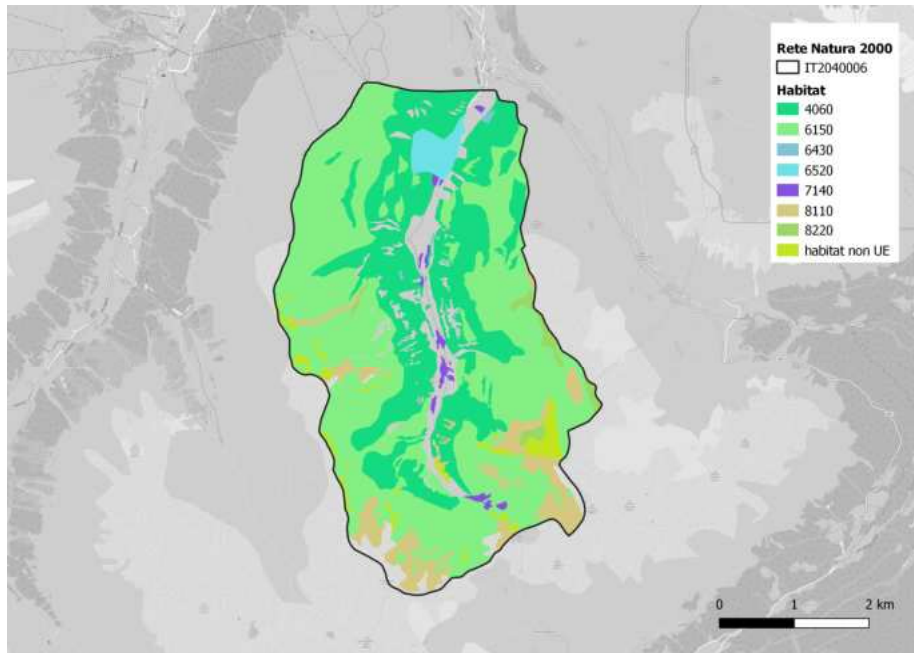 Rete Natura 2000
IT2040006
Habitat
4060
6150
6430
6520
7140
8110
8220
habitat non UE
0 1 2 km